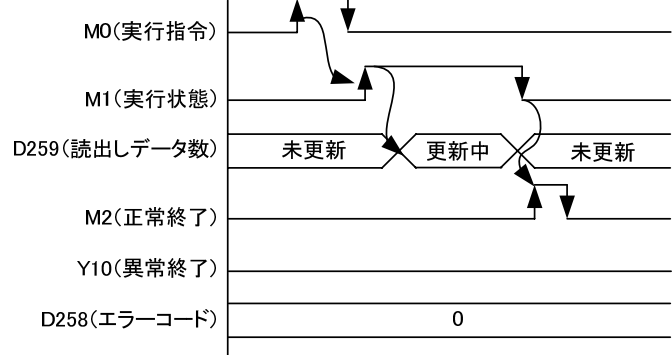 M0(実行指令)
M1(実行状態)
D259(読出しデータ数)
未更新
更新中
未更新
M2(正常終了)
Y10(異常終了)
D258(エラーコード)
0